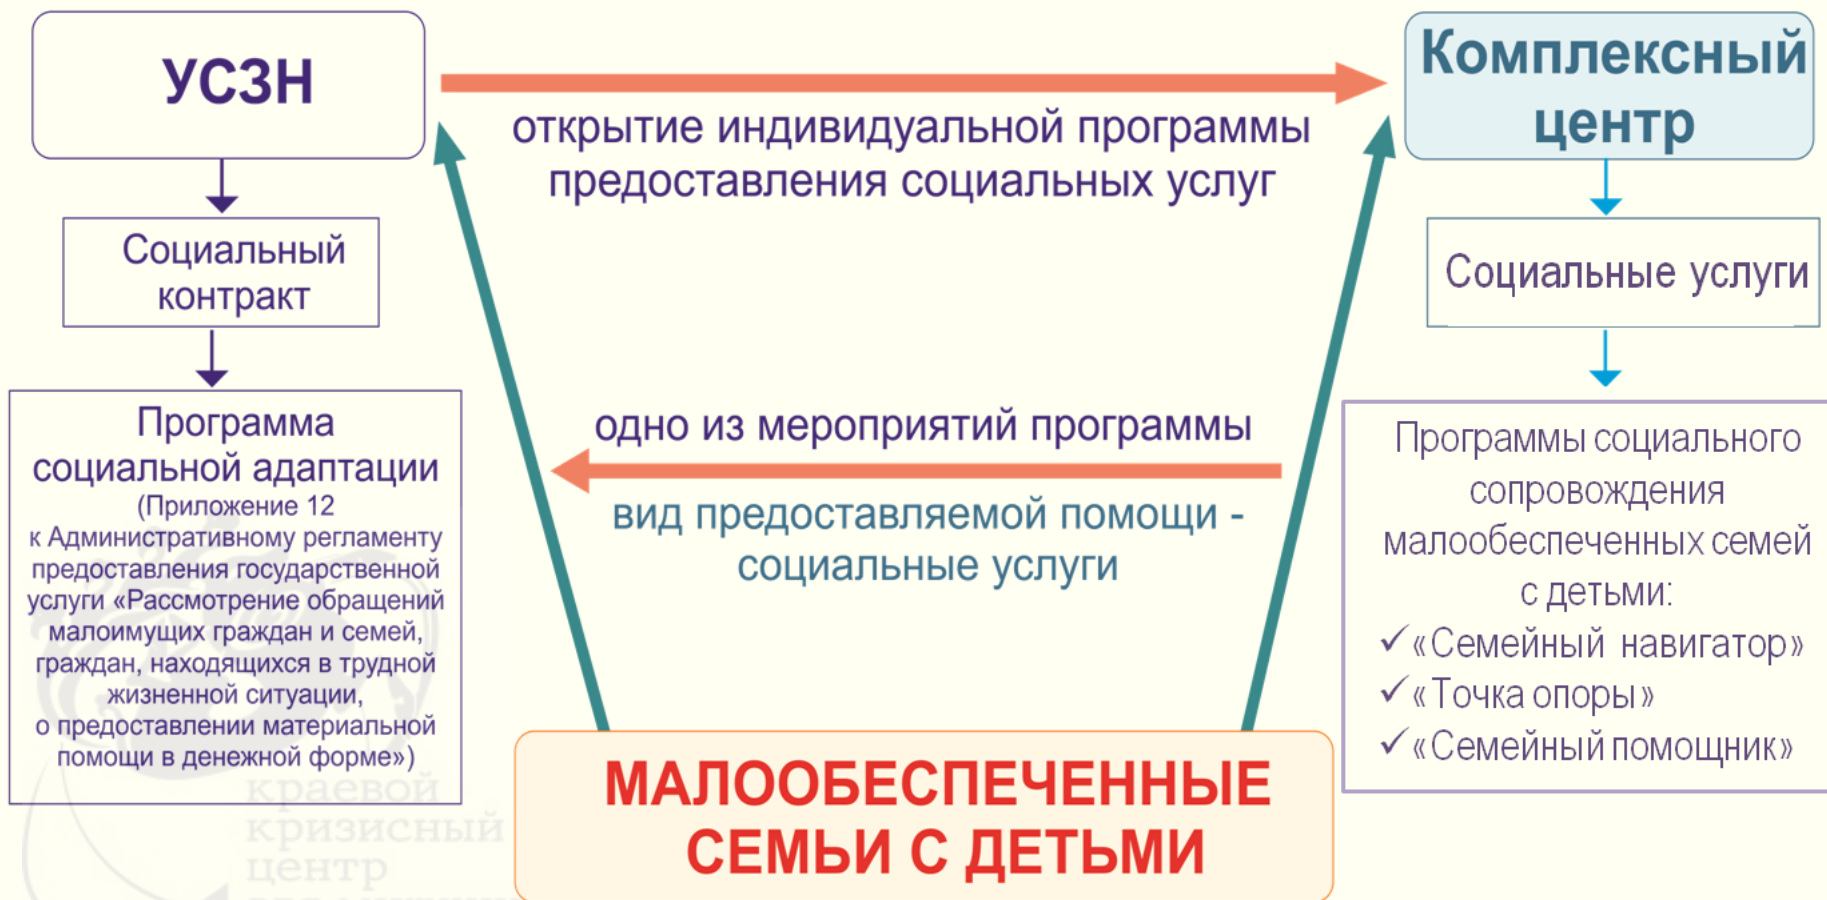 УСЗН
открытие индивидуальной программы
предоставления социальных услуг
Комплексный
центр
Социальный
контракт
Социальные услуги
Программа
социальной адаптации
(Приложение 12
к Административному регламенту
предоставления государственной
услуги «Рассмотрение обращений
малоимущих граждан и семей,
граждан, находящихся в трудной
жизненной ситуации,
о предоставлении материальной
помощи в денежной форме»)
одно из мероприятий программы
вид предоставляемой помощи -
социальные услуги
Программы социального
сопровождения
малообеспеченных семей
с детьми:
✓«Семейный навигатор»
✓«Точка опоры»
✓«Семейный помощник»
МАЛООБЕСПЕЧЕННЫЕ
СЕМЬИ С ДЕТЬМИ
краевой
кризисный
центр